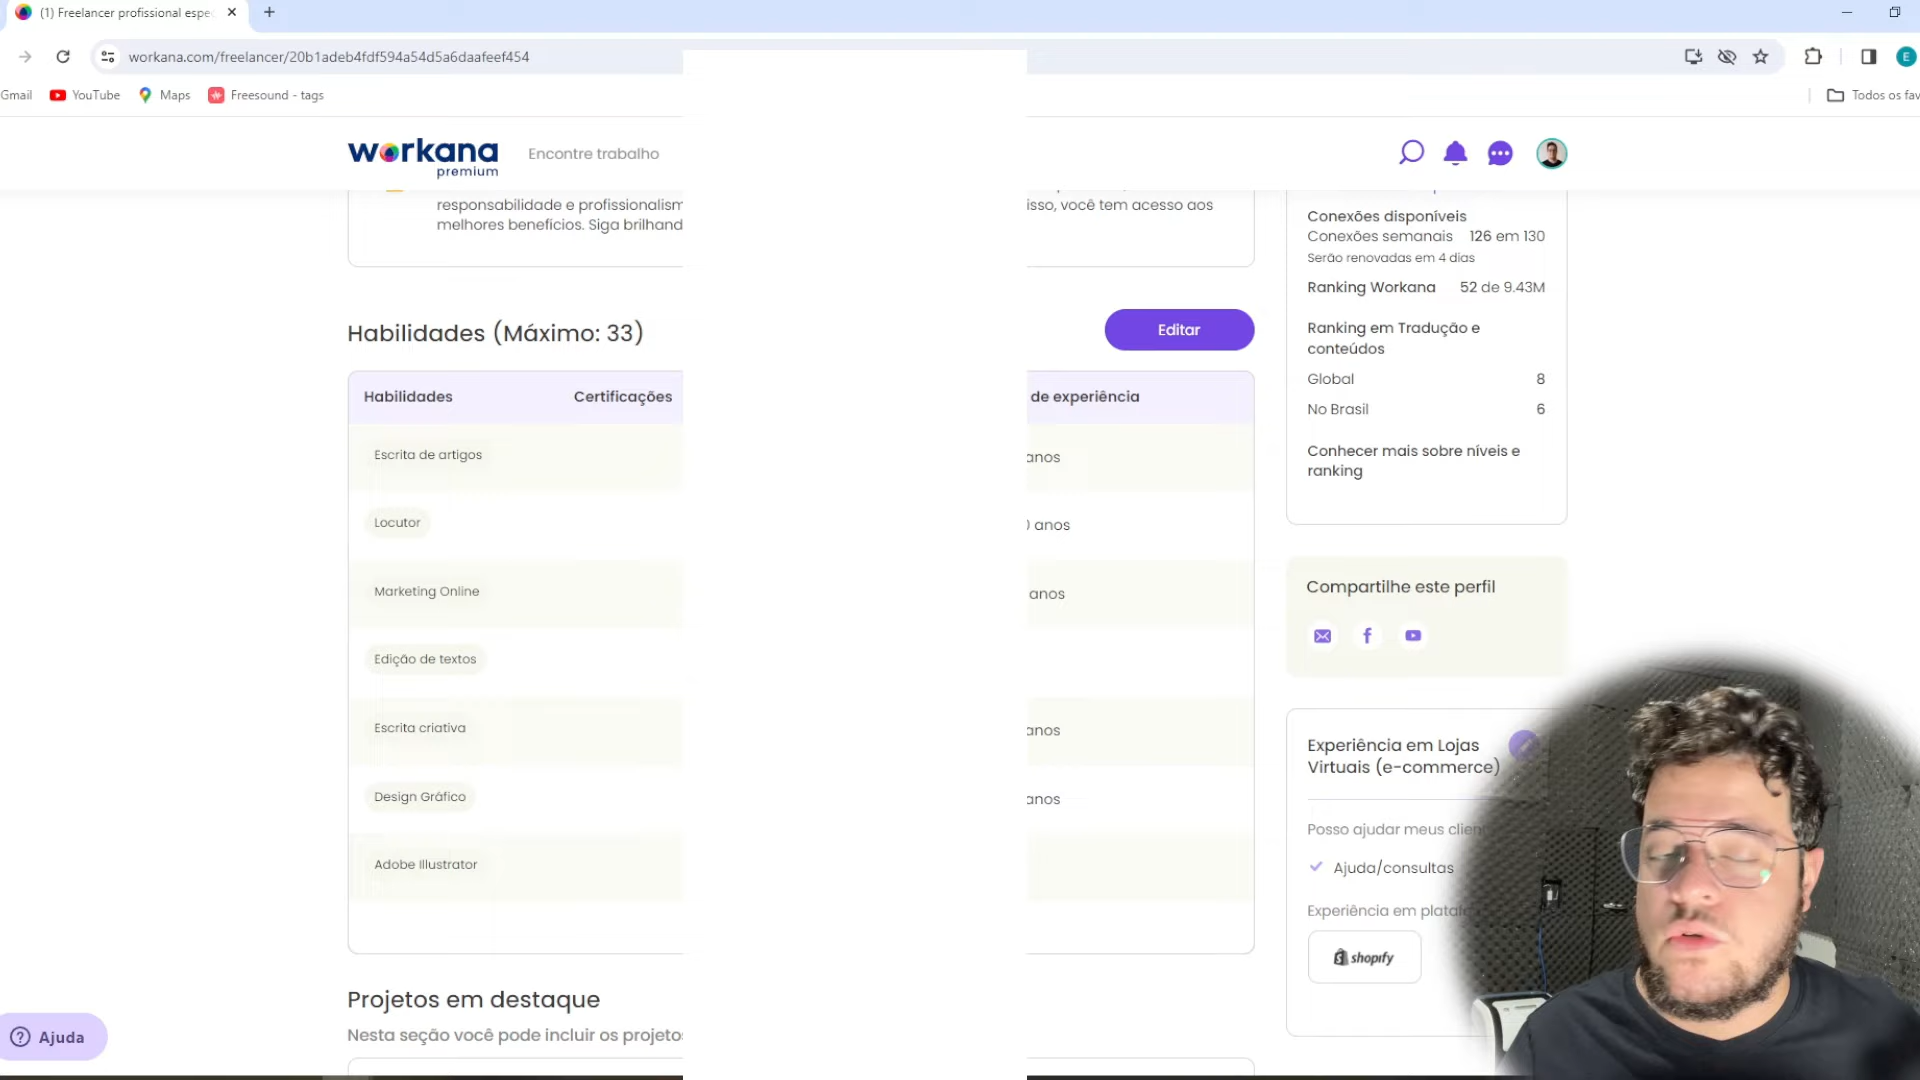 (1) Freelancer profissional espe
workana.com/freelancer/20b1adeb4fdf594a54d5a6daafeef454
E
Gmail
YouTube
Maps
Freesound - tags
Todos os fav
workana
premium
Encontre trabalho
responsabilidade e profissionalism
isso, você tem acesso aos
melhores benefícios. Siga brilhand
Habilidades (Máximo: 33)
Editar
Habilidades
Certificações
de experiência
Escrita de artigos
anos
Locutor
0 anos
Marketing Online
anos
Edição de textos
Escrita criativa
anos
Design Gráfico
anos
Adobe Illustrator
Projetos em destaque
Nesta seção você pode incluir os projetos
Conexões disponíveis
Conexões semanais 126 em 130
Serão renovadas em 4 dias
Ranking Workana 52 de 9.43M
Ranking em Tradução e
conteúdos
Global 8
No Brasil 6
Conhecer mais sobre níveis e
ranking
Compartilhe este perfil
Experiência em Lojas
Virtuais (e-commerce)
Posso ajudar meus clien
Ajuda/consultas
Experiência em plataf
shopify
Ajuda